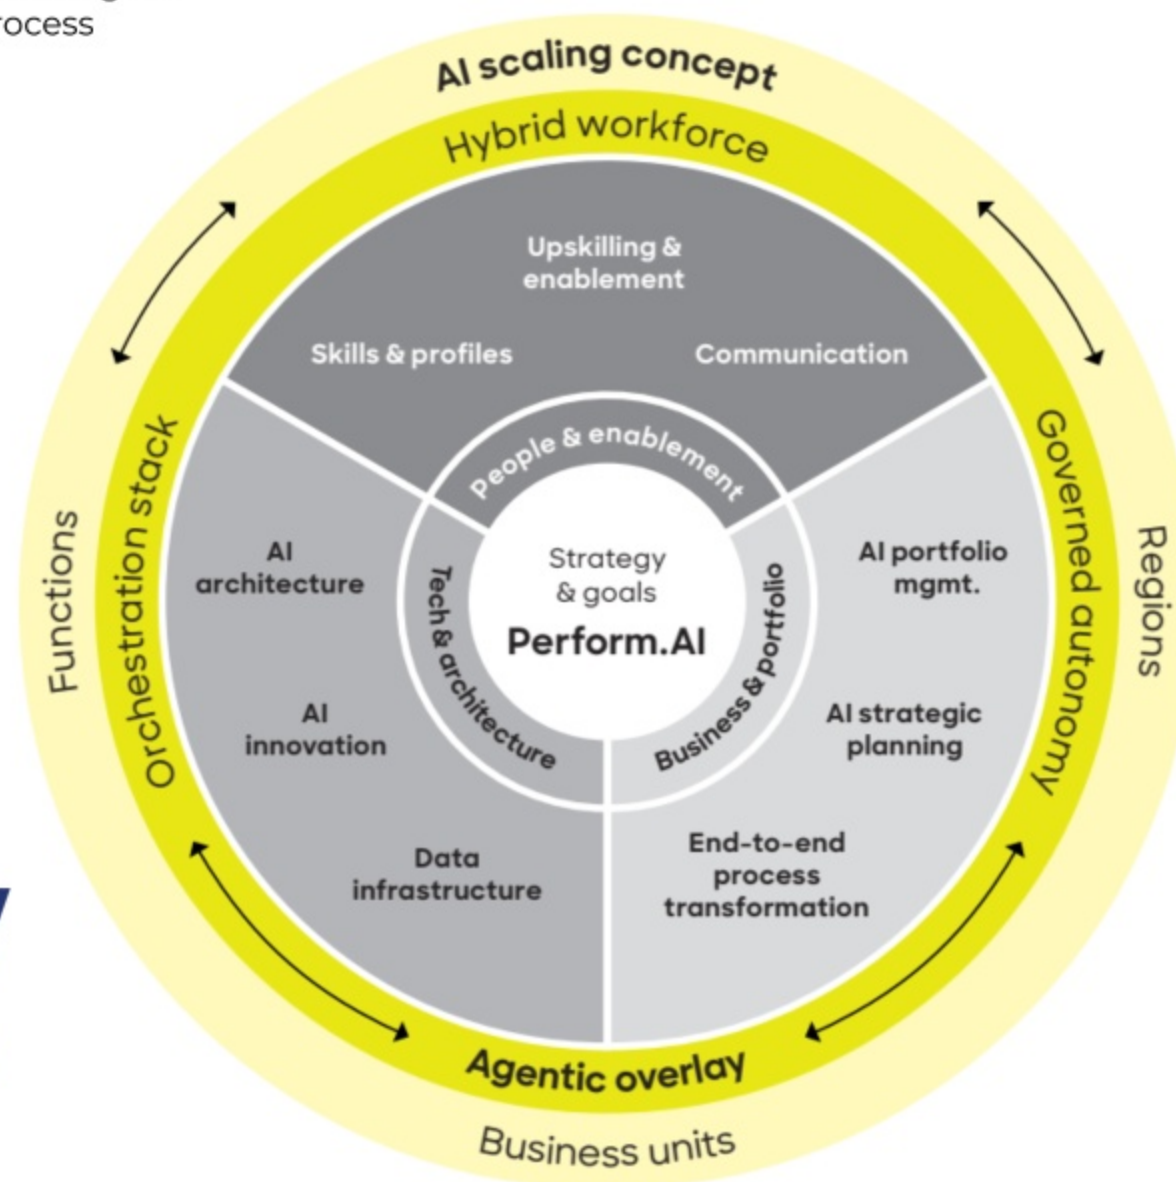 rocess
AI scaling concept
Hybrid workforce
Upskilling &
enablement
Skills & profiles
Communication
People & enablement
Functions
Orchestration stack
AI
architecture
AI
innovation
Data
infrastructure
Tech & architecture
Strategy
& goals
Perform.AI
Business & portfolio
AI portfolio
mgmt.
AI strategic
planning
End-to-end
process
transformation
Governed autonomy
Regions
Agentic overlay
Business units